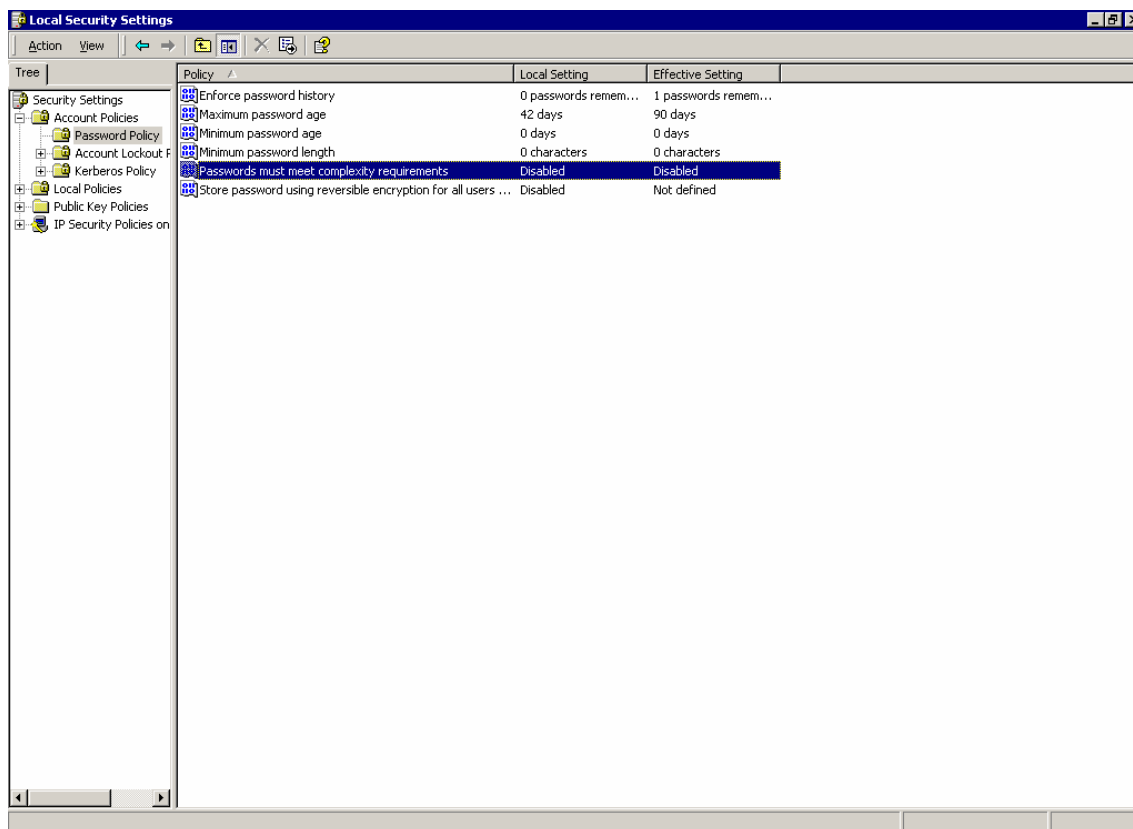 Local Security Settings
Action View
Tree
Policy Local Setting Effective Setting
Security Settings
Account Policies
Password Policy
Account Lockout P
Kerberos Policy
Local Policies
Public Key Policies
IP Security Policies on
Enforce password history 0 passwords remem... 1 passwords remem...
Maximum password age 42 days 90 days
Minimum password age 0 days 0 days
Minimum password length 0 characters 0 characters
Passwords must meet complexity requirements Disabled Disabled
Store password using reversible encryption for all users ... Disabled Not defined